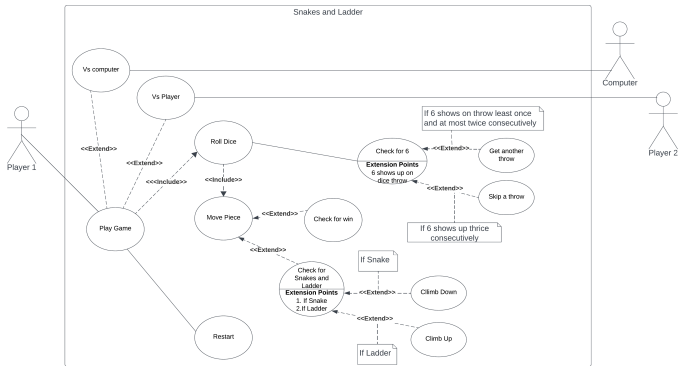 Snakes and Ladder
Vs computer
Computer
Vs Player
Player 1
Player 2
If 6 shows on throw least once
and at most twice consecutively
Roll Dice
<<Extend>>
<<Extend>>
Check for 6
Extension Points
6 shows up on
dice throw
<<Extend>>
Get another
throw
<<<Include>>
<<Include>>
<<Extend>>
Skip a throw
Play Game
Move Piece
<<Extend>>
Check for win
If 6 shows up thrice
consecutively
<<Extend>>
Check for
Snakes and
Ladder
Extension Points
1. If Snake
2.If Ladder
If Snake
<<Extend>>
Cllimb Down
<<Extend>>
Climb Up
Restart
If Ladder